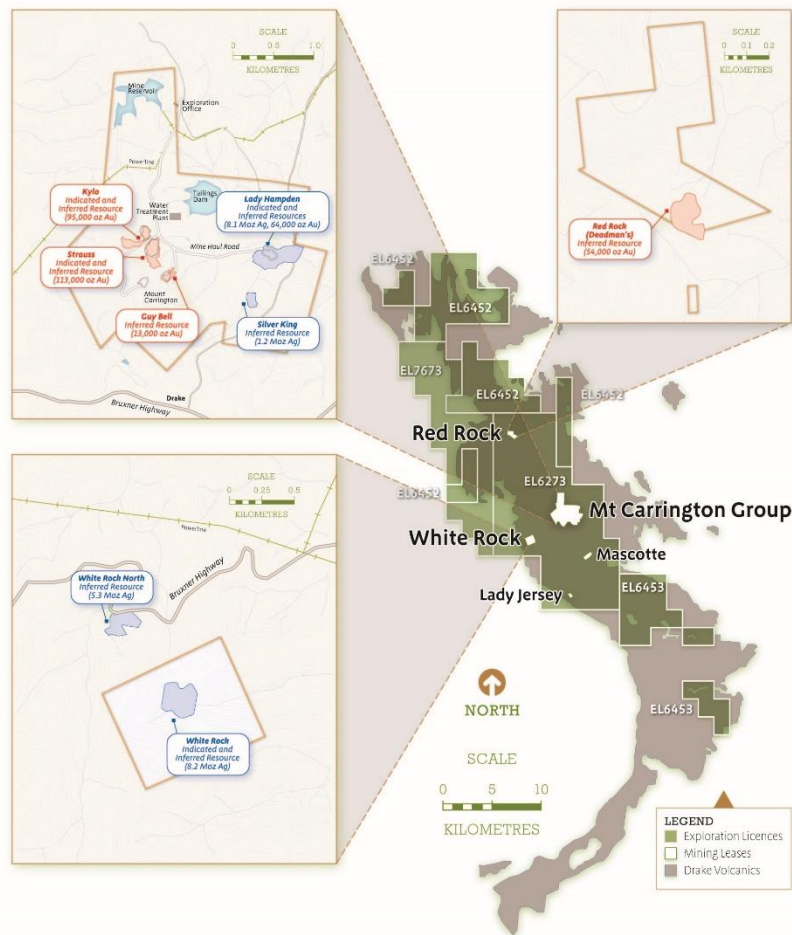 SCALE
0 0.5 1.0
KILOMETRES
Mine
Reservoir
Exploration
Office
Powerline
Kylo
Indicated and
Inferred Resource
(95,000 oz Au)
Water
Treatment
Plant
Tailings
Dam
Lady Hampden
Indicated and
Inferred Resources
(8.1 Moz Ag, 64,000 oz Au)
Mine Haul Road
Strauss
Indicated and
Inferred Resource
(113,000 oz Au)
Mount
Carrington
Guy Bell
Inferred Resource
(13,000 oz Au)
Silver King
Inferred Resource
(1.2 Moz Ag)
Drake
Bruxner Highway
SCALE
0 0.1 0.2
KILOMETRES
Red Rock
(Deadman's)
Inferred Resource
(54,000 oz Au)
SCALE
0 0.25 0.5
KILOMETRES
Powerline
Bruxner Highway
White Rock North
Inferred Resource
(5.3 Moz Ag)
White Rock
Indicated and
Inferred Resource
(8.2 Moz Ag)
EL6452
EL6452
EL7673
EL6452
EL6452
Red Rock
EL6452
EL6273
Mt Carrington Group
White Rock
Mascotte
Lady Jersey
EL6453
EL6453
NORTH
SCALE
0 5 10
KILOMETRES
LEGEND
Exploration Licences
Mining Leases
Drake Volcanics